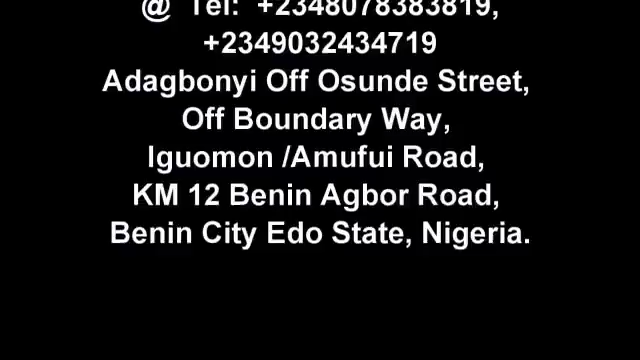 @ Tel: +2348078383819,
+2349032434719
Adagbonyi Off Osunde Street,
Off Boundary Way,
Iguomon /Amufui Road,
KM 12 Benin Agbor Road,
Benin City Edo State, Nigeria.